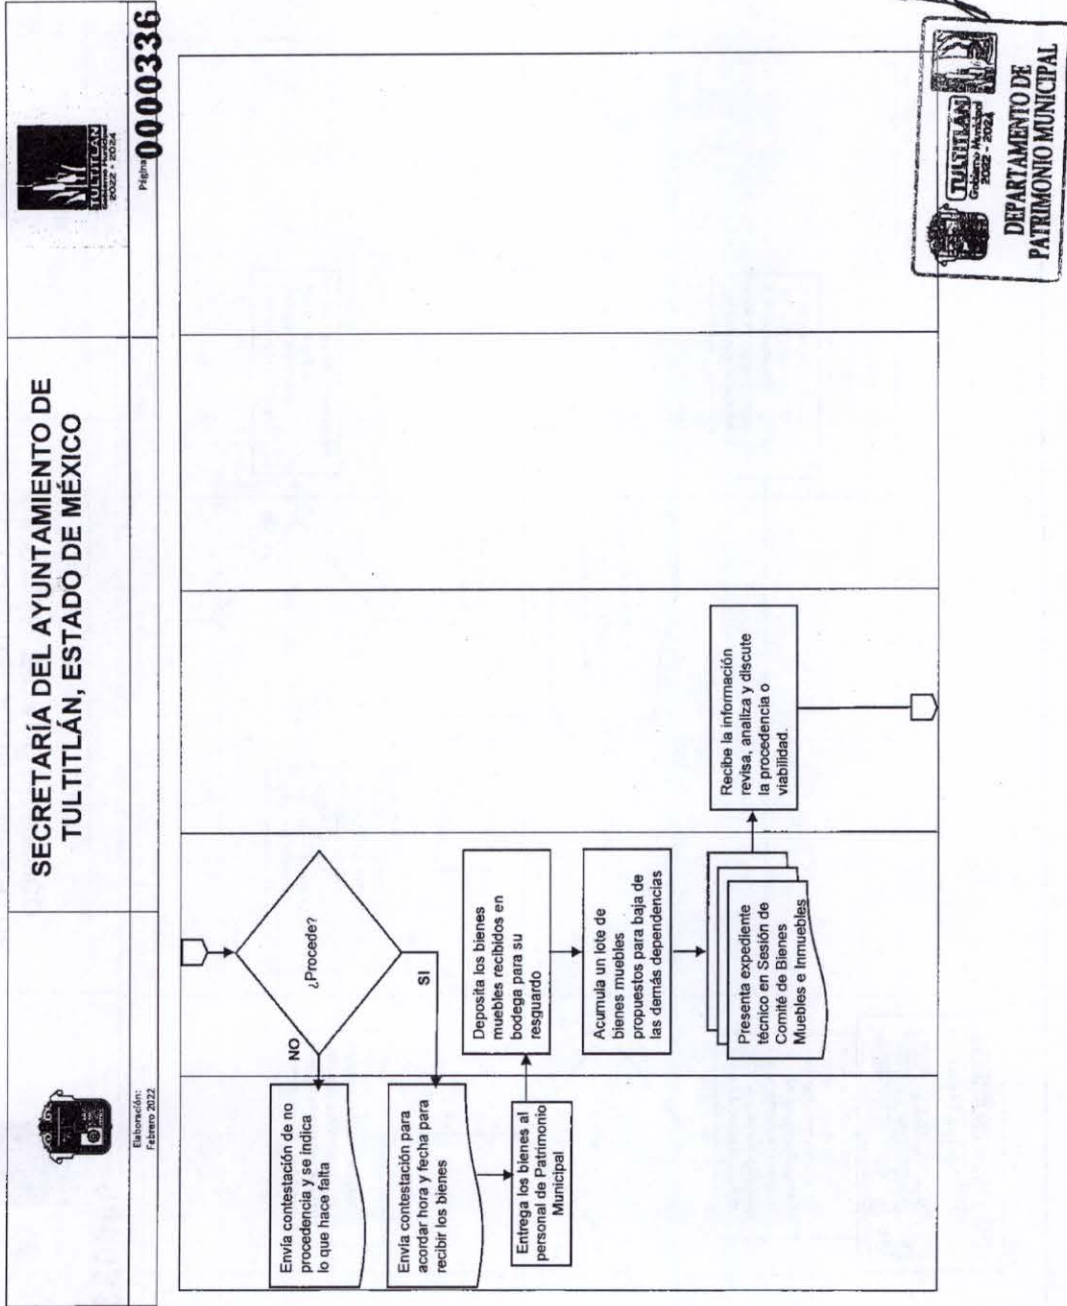 SECRETARÍA DEL AYUNTAMIENTO DE
TULTITLÁN, ESTADO DE MÉXICO
TULTITLÁN
Gobierno Municipal
2022 - 2024
Elaboración:
Febrero 2022
Página
0000336
¿Procede?
NO
SI
Envía contestación de no
procedencia y se indica
lo que hace falta
Envía contestación para
acordar hora y fecha para
recibir los bienes
Entrega los bienes al
personal de Patrimonio
Municipal
Deposita los bienes
muebles recibidos en
bodega para su
resguardo
Acumula un lote de
bienes muebles
propuestos para baja de
las demás dependencias
Presenta expediente
técnico en Sesión de
Comité de Bienes
Muebles e Inmuebles
Recibe la información
revisa, analiza y discute
la procedencia o
viabilidad.
TULTITLÁN
Gobierno Municipal
2022 - 2024
DEPARTAMENTO DE
PATRIMONIO MUNICIPAL